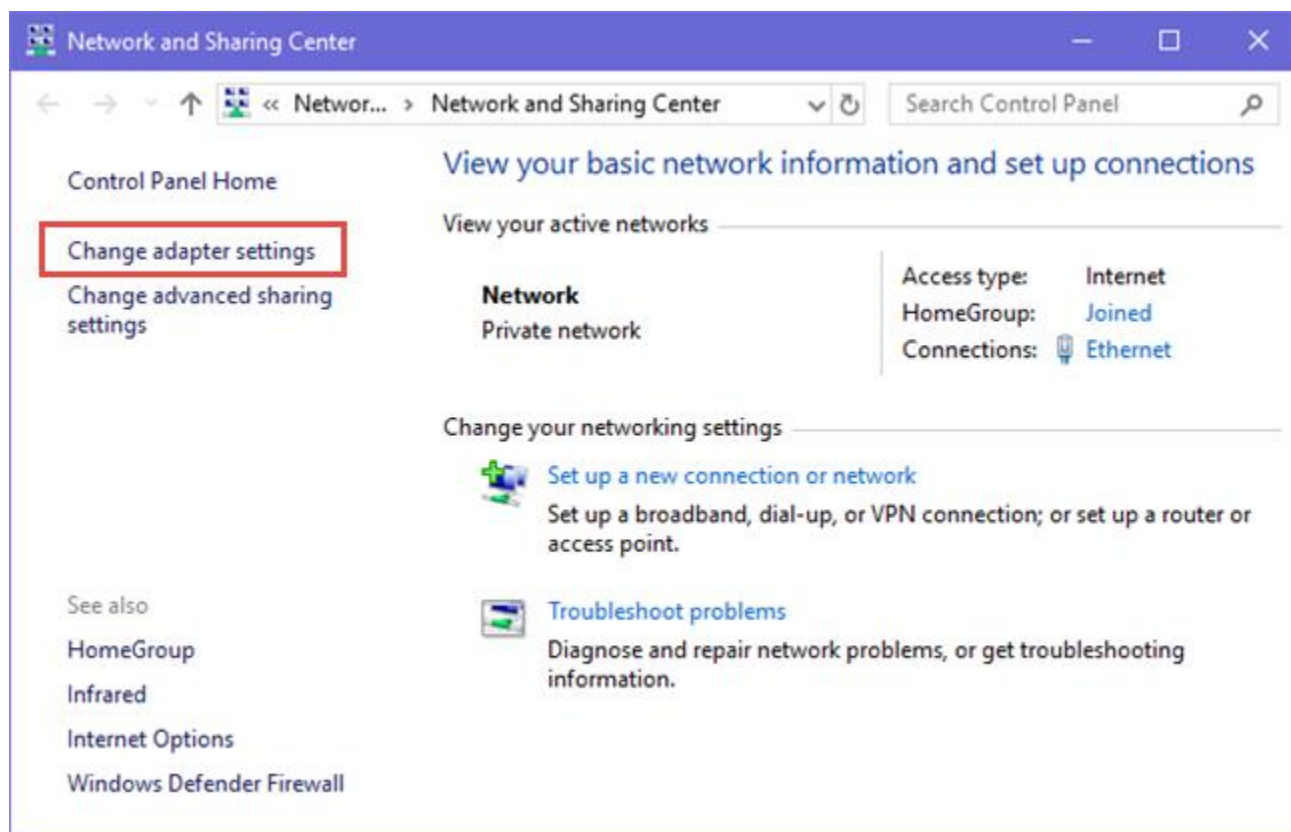 Network and Sharing Center
« Networ... › Network and Sharing Center
Search Control Panel
Control Panel Home
Change adapter settings
Change advanced sharing
settings
See also
HomeGroup
Infrared
Internet Options
Windows Defender Firewall
View your basic network information and set up connections
View your active networks
Network
Private network
Access type: Internet
HomeGroup: Joined
Connections: Ethernet
Change your networking settings
Set up a new connection or network
Set up a broadband, dial-up, or VPN connection; or set up a router or
access point.
Troubleshoot problems
Diagnose and repair network problems, or get troubleshooting
information.